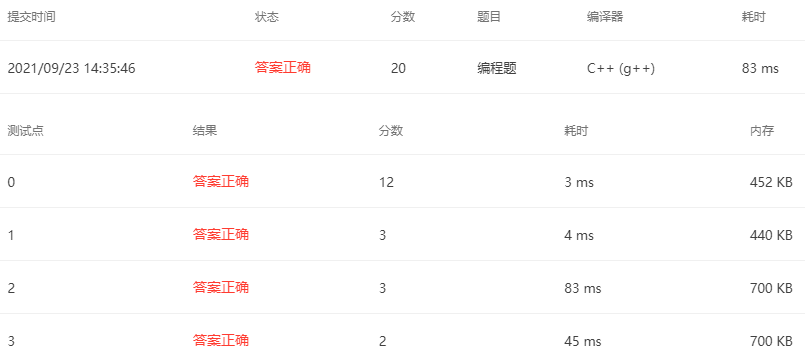 提交时间 状态 分数 题目 编译器 耗时
2021/09/23 14:35:46 答案正确 20 编程题 C++ (g++) 83 ms
测试点 结果 分数 耗时 内存
0 答案正确 12 3 ms 452 KB
1 答案正确 3 4 ms 440 KB
2 答案正确 3 83 ms 700 KB
3 答案正确 2 45 ms 700 KB